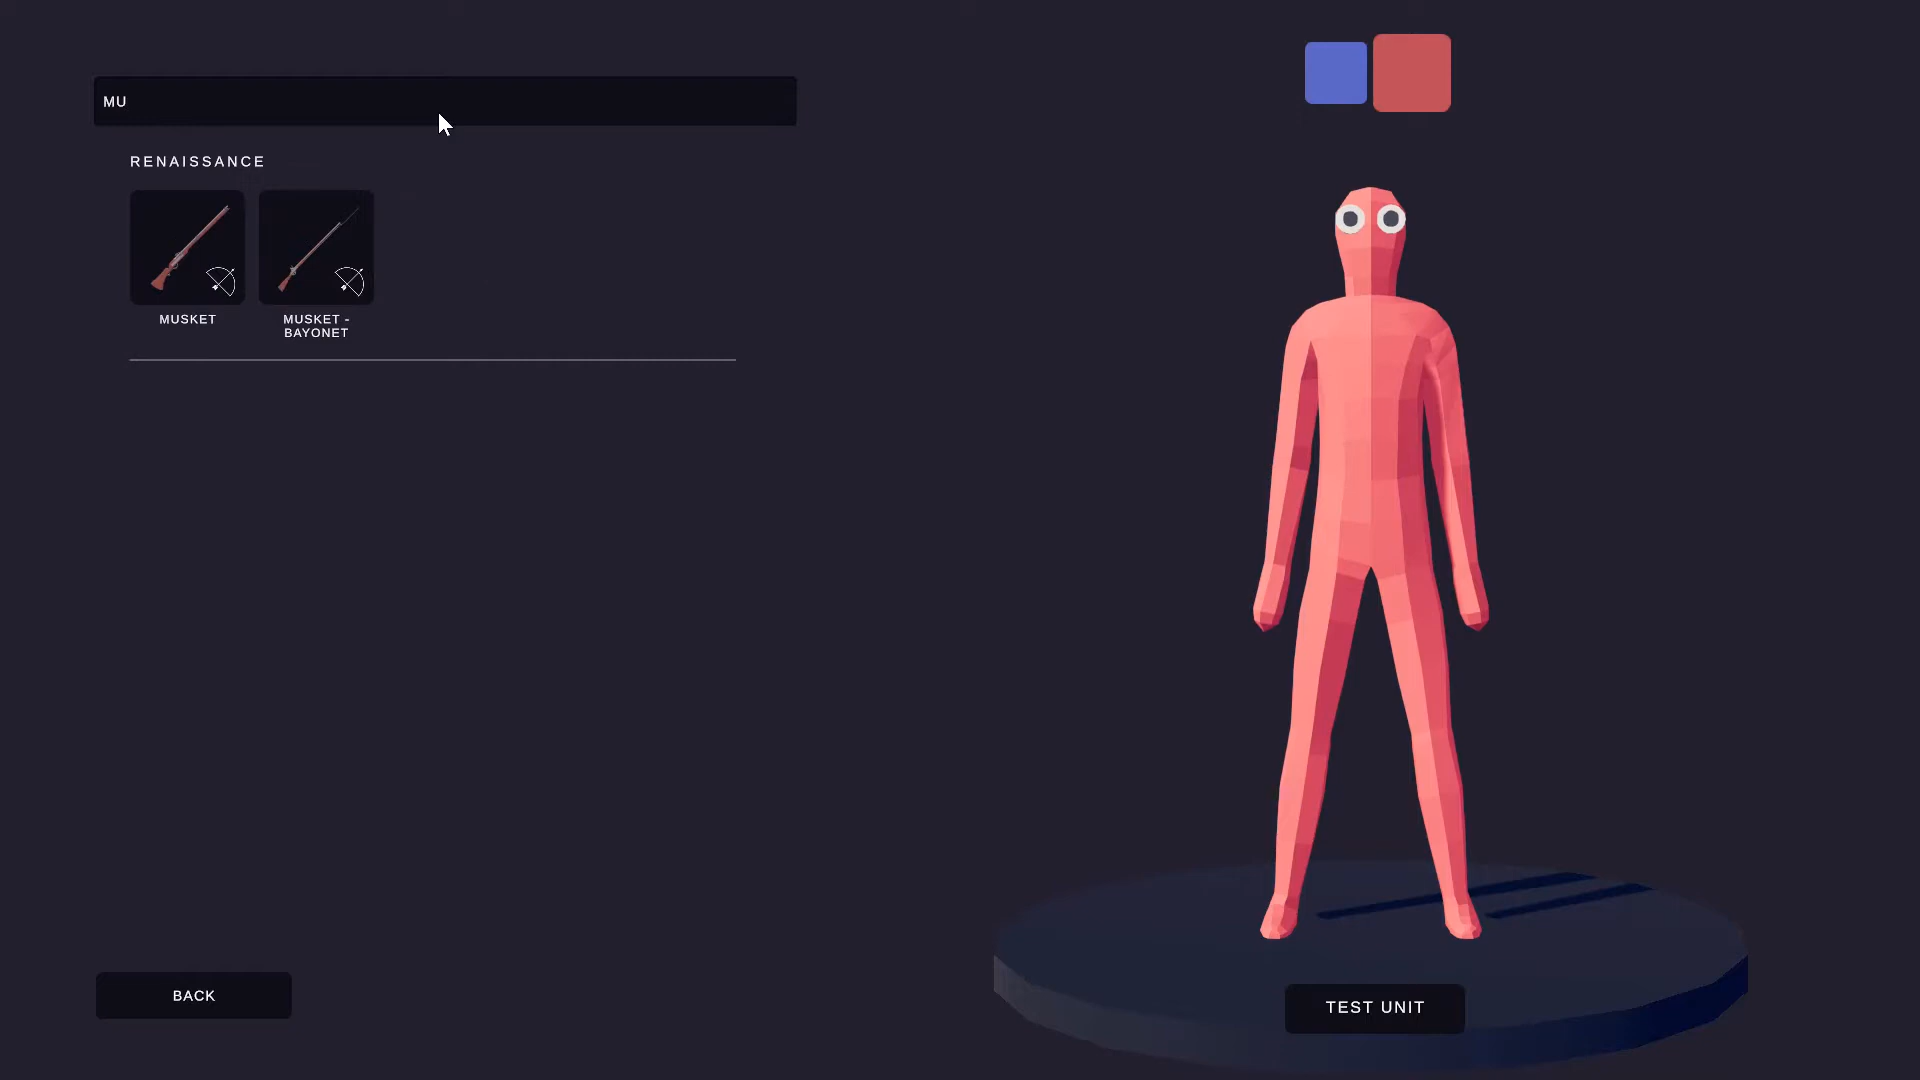 MU
RENAISSANCE
MUSKET
MUSKET -
BAYONET
BACK
TEST UNIT